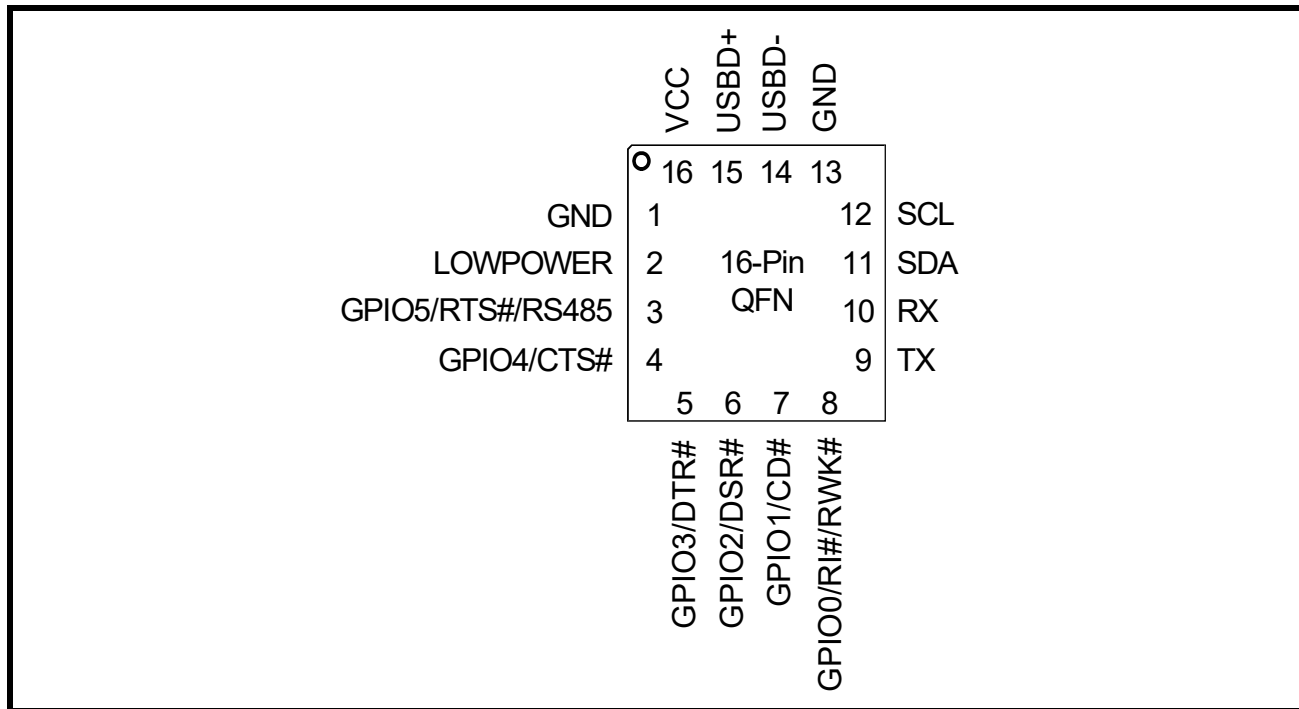 VCC
USBD+
USBD-
GND
16 15 14 13
GND 1 12 SCL
LOWPOWER 2 16-Pin 11 SDA
GPIO5/RTS#/RS485 3 QFN 10 RX
GPIO4/CTS# 4 9 TX
5 6 7 8
GPIO3/DTR#
GPIO2/DSR#
GPIO1/CD#
GPIO0/RI#/RWK#